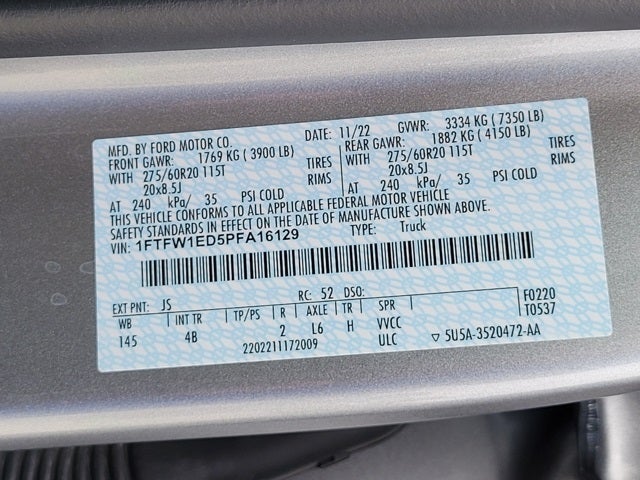 MFD. BY FORD MOTOR CO.
DATE: 11/22 GVWR: 3334 KG ( 7350 LB)
FRONT GAWR: 1769 KG ( 3900 LB) REAR GAWR: 1882 KG ( 4150 LB)
WITH 275/60R20 115T TIRES WITH 275/60R20 115T TIRES
20x8.5J RIMS 20x8.5J RIMS
AT 240 kPa/ 35 PSI COLD AT 240 kPa/ 35 PSI COLD
THIS VEHICLE CONFORMS TO ALL APPLICABLE FEDERAL MOTOR VEHICLE
SAFETY STANDARDS IN EFFECT ON THE DATE OF MANUFACTURE SHOWN ABOVE.
VIN: 1FTFW1ED5PFA16129 TYPE: Truck
EXT PNT: JS RC: 52 DSO: F0220
WB INT TR TP/PS R AXLE TR SPR T0537
145 4B 2 L6 H VVCC
2202211172009 ULC ▽ 5U5A-3520472-AA